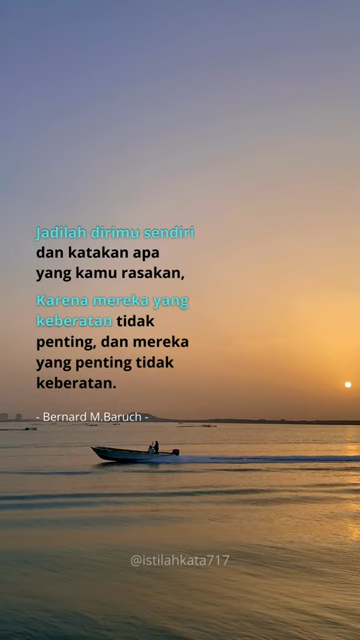 Jadilah dirimu sendiri
dan katakan apa
yang kamu rasakan,
Karena mereka yang
keberatan tidak
penting, dan mereka
yang penting tidak
keberatan.
- Bernard M.Baruch -
@istilahkata717